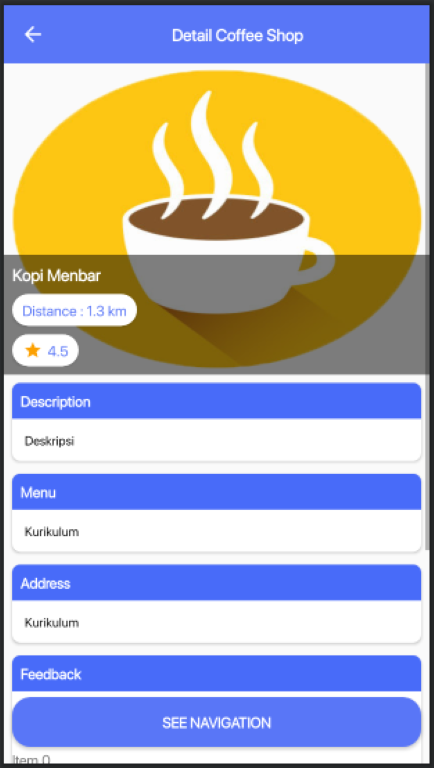 Detail Coffee Shop
Kopi Menbar
Distance : 1.3 km
4.5
Description
Deskripsi
Menu
Kurikulum
Address
Kurikulum
Feedback
SEE NAVIGATION
Item 0